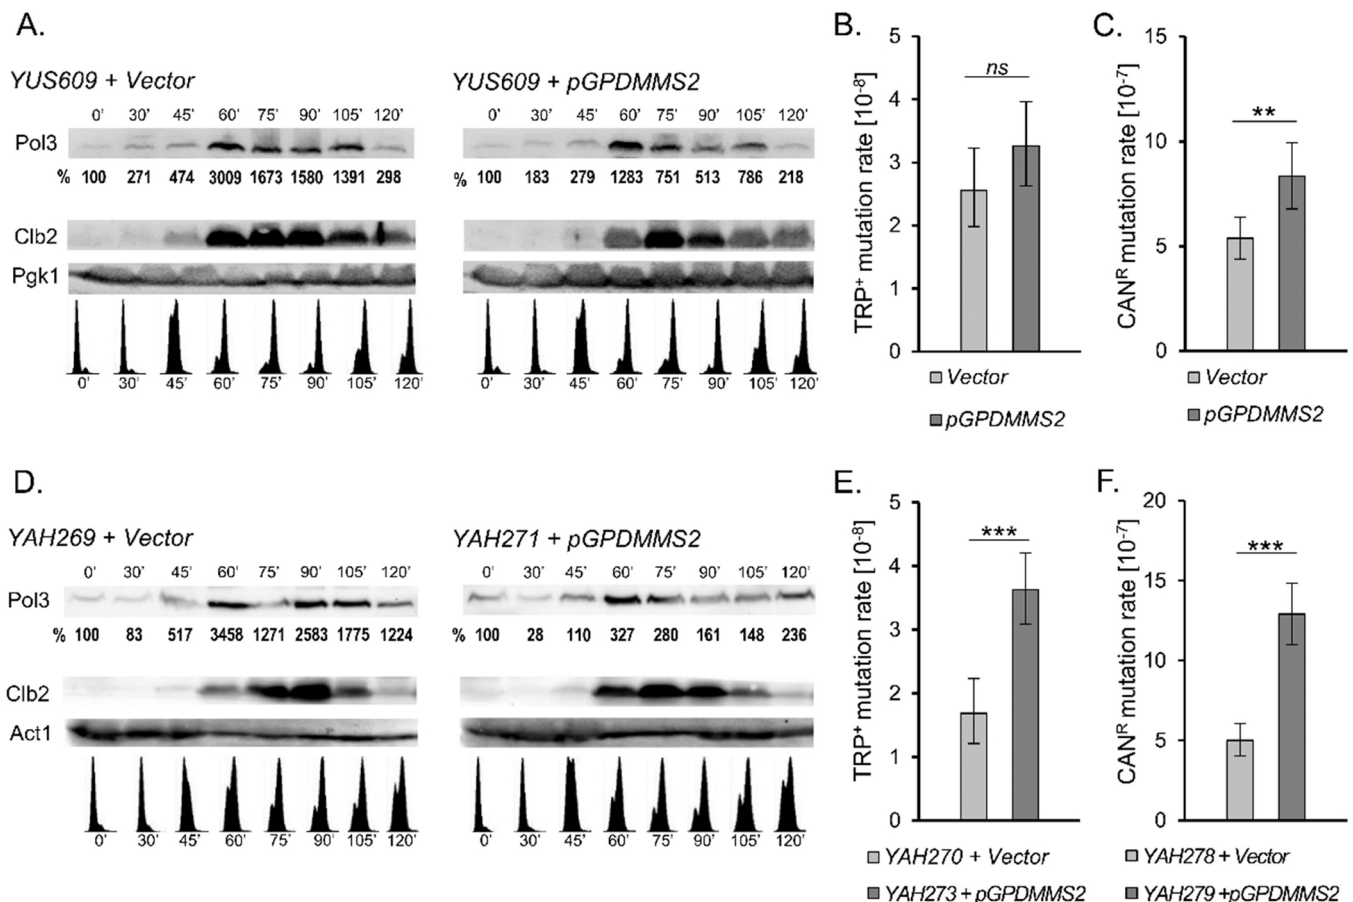 A.
YUS609 + Vector
0' 30' 45' 60' 75' 90' 105' 120'
Pol3
% 100 271 474 3009 1673 1580 1391 298
Clb2
Pgk1
0' 30' 45' 60' 75' 90' 105' 120'
YUS609 + pGPDMMS2
0' 30' 45' 60' 75' 90' 105' 120'
% 100 183 279 1283 751 513 786 218
0' 30' 45' 60' 75' 90' 105' 120'
B.
TRP+ mutation rate [10-8]
5
4
3
2
1
0
ns
Vector
pGPDMMS2
C.
CANR mutation rate [10-7]
15
10
5
0
**
Vector
pGPDMMS2
D.
YAH269 + Vector
0' 30' 45' 60' 75' 90' 105' 120'
Pol3
% 100 83 517 3458 1271 2583 1775 1224
Clb2
Act1
0' 30' 45' 60' 75' 90' 105' 120'
YAH271 + pGPDMMS2
0' 30' 45' 60' 75' 90' 105' 120'
% 100 28 110 327 280 161 148 236
0' 30' 45' 60' 75' 90' 105' 120'
E.
TRP+ mutation rate [10-8]
5
4
3
2
1
0
***
YAH270 + Vector
YAH273 + pGPDMMS2
F.
CANR mutation rate [10-7]
20
15
10
5
0
***
YAH278 + Vector
YAH279 +pGPDMMS2